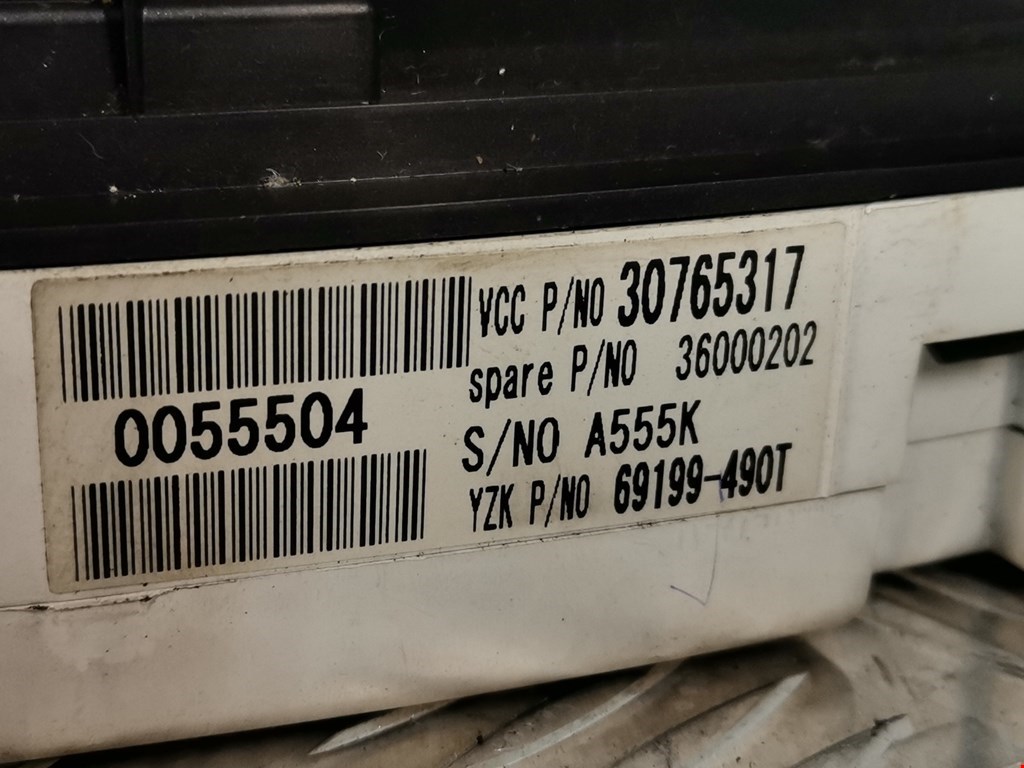 VCC P/NO 30765317
spare P/NO 36000202
0055504
S/NO A555K
YZK P/NO 69199-490T